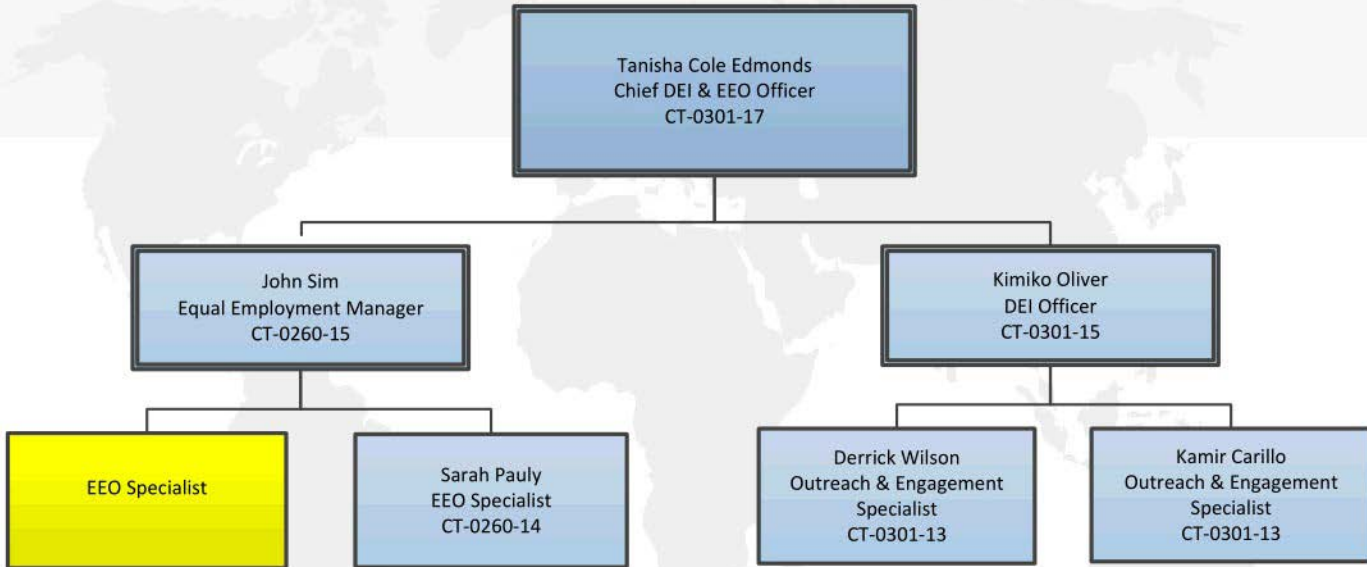 Tanisha Cole Edmonds
Chief DEI & EEO Officer
CT-0301-17
John Sim
Equal Employment Manager
CT-0260-15
Kimiko Oliver
DEI Officer
CT-0301-15
EEO Specialist
Sarah Pauly
EEO Specialist
CT-0260-14
Derrick Wilson
Outreach & Engagement
Specialist
CT-0301-13
Kamir Carillo
Outreach & Engagement
Specialist
CT-0301-13